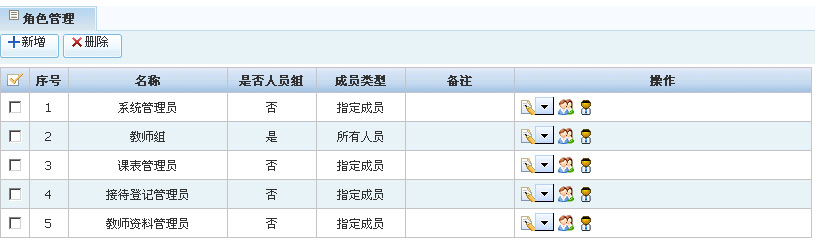 角色管理
新增 删除
序号 名称 是否人员组 成员类型 备注 操作
1 系统管理员 否 指定成员
2 教师组 是 所有人员
3 课表管理员 否 指定成员
4 接待登记管理员 否 指定成员
5 教师资料管理员 否 指定成员